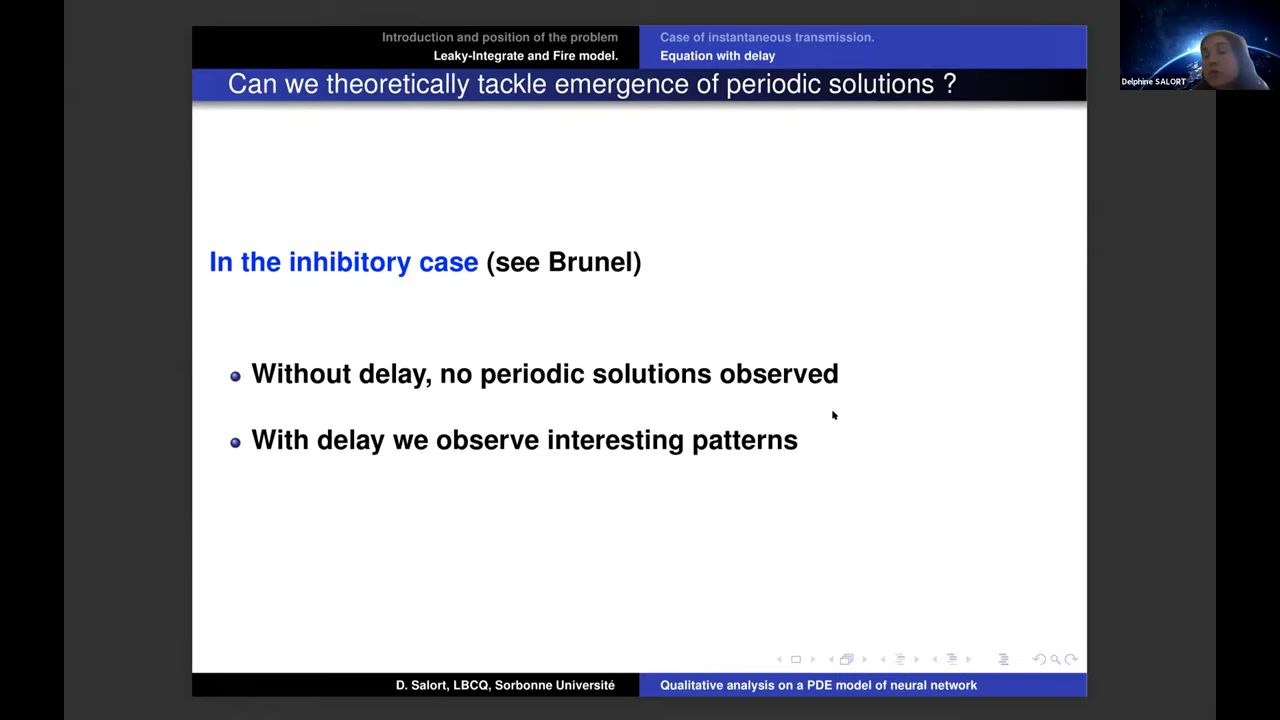 Introduction and position of the problem
Leaky-Integrate and Fire model.
Case of instantaneous transmission.
Equation with delay
Can we theoretically tackle emergence of periodic solutions ?
Delphine SALORT
In the inhibitory case (see Brunel)
Without delay, no periodic solutions observed
With delay we observe interesting patterns
D. Salort, LBCQ, Sorbonne Université
Qualitative analysis on a PDE model of neural network